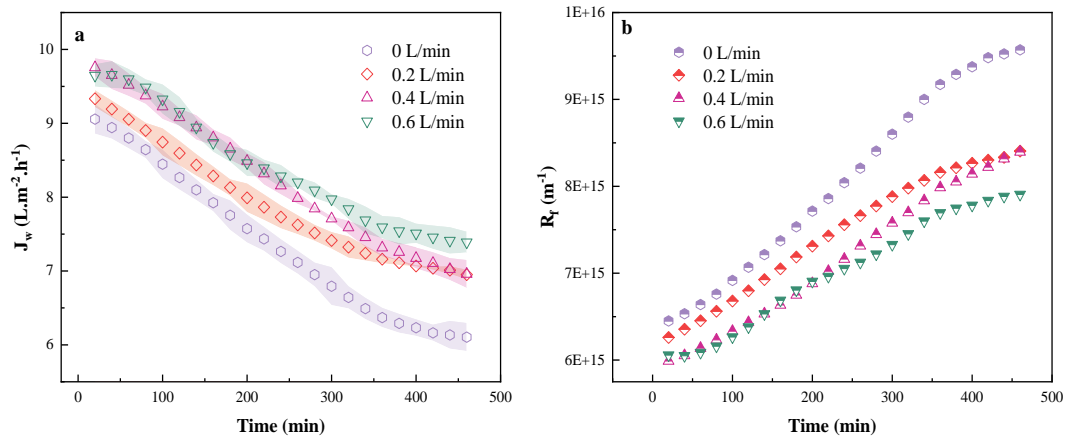 a
0 L/min
0.2 L/min
0.4 L/min
0.6 L/min
10
9
8
7
6
0
100
200
300
400
500
J_w (L.m⁻².h⁻¹)
Time (min)
b
0 L/min
0.2 L/min
0.4 L/min
0.6 L/min
1E+16
9E+15
8E+15
7E+15
6E+15
0
100
200
300
400
500
R_f (m⁻¹)
Time (min)